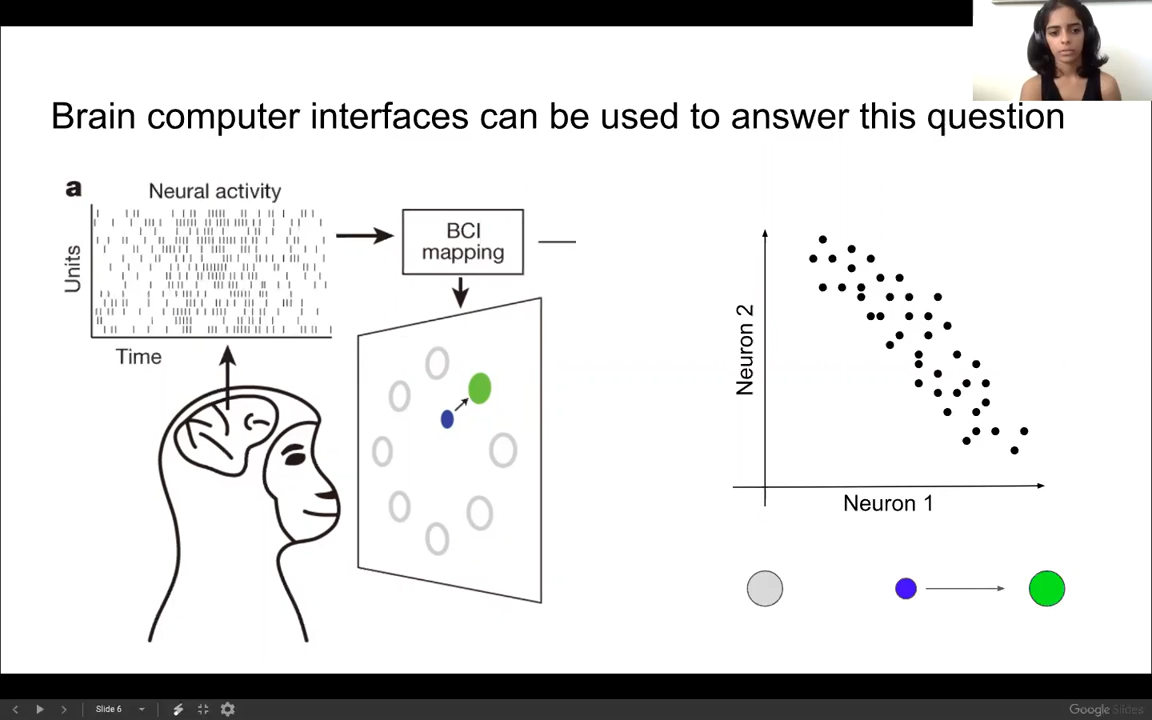 Brain computer interfaces can be used to answer this question
a
Neural activity
Units
Time
BCI
mapping
Neuron 2
Neuron 1
Slide 6
Google Slides